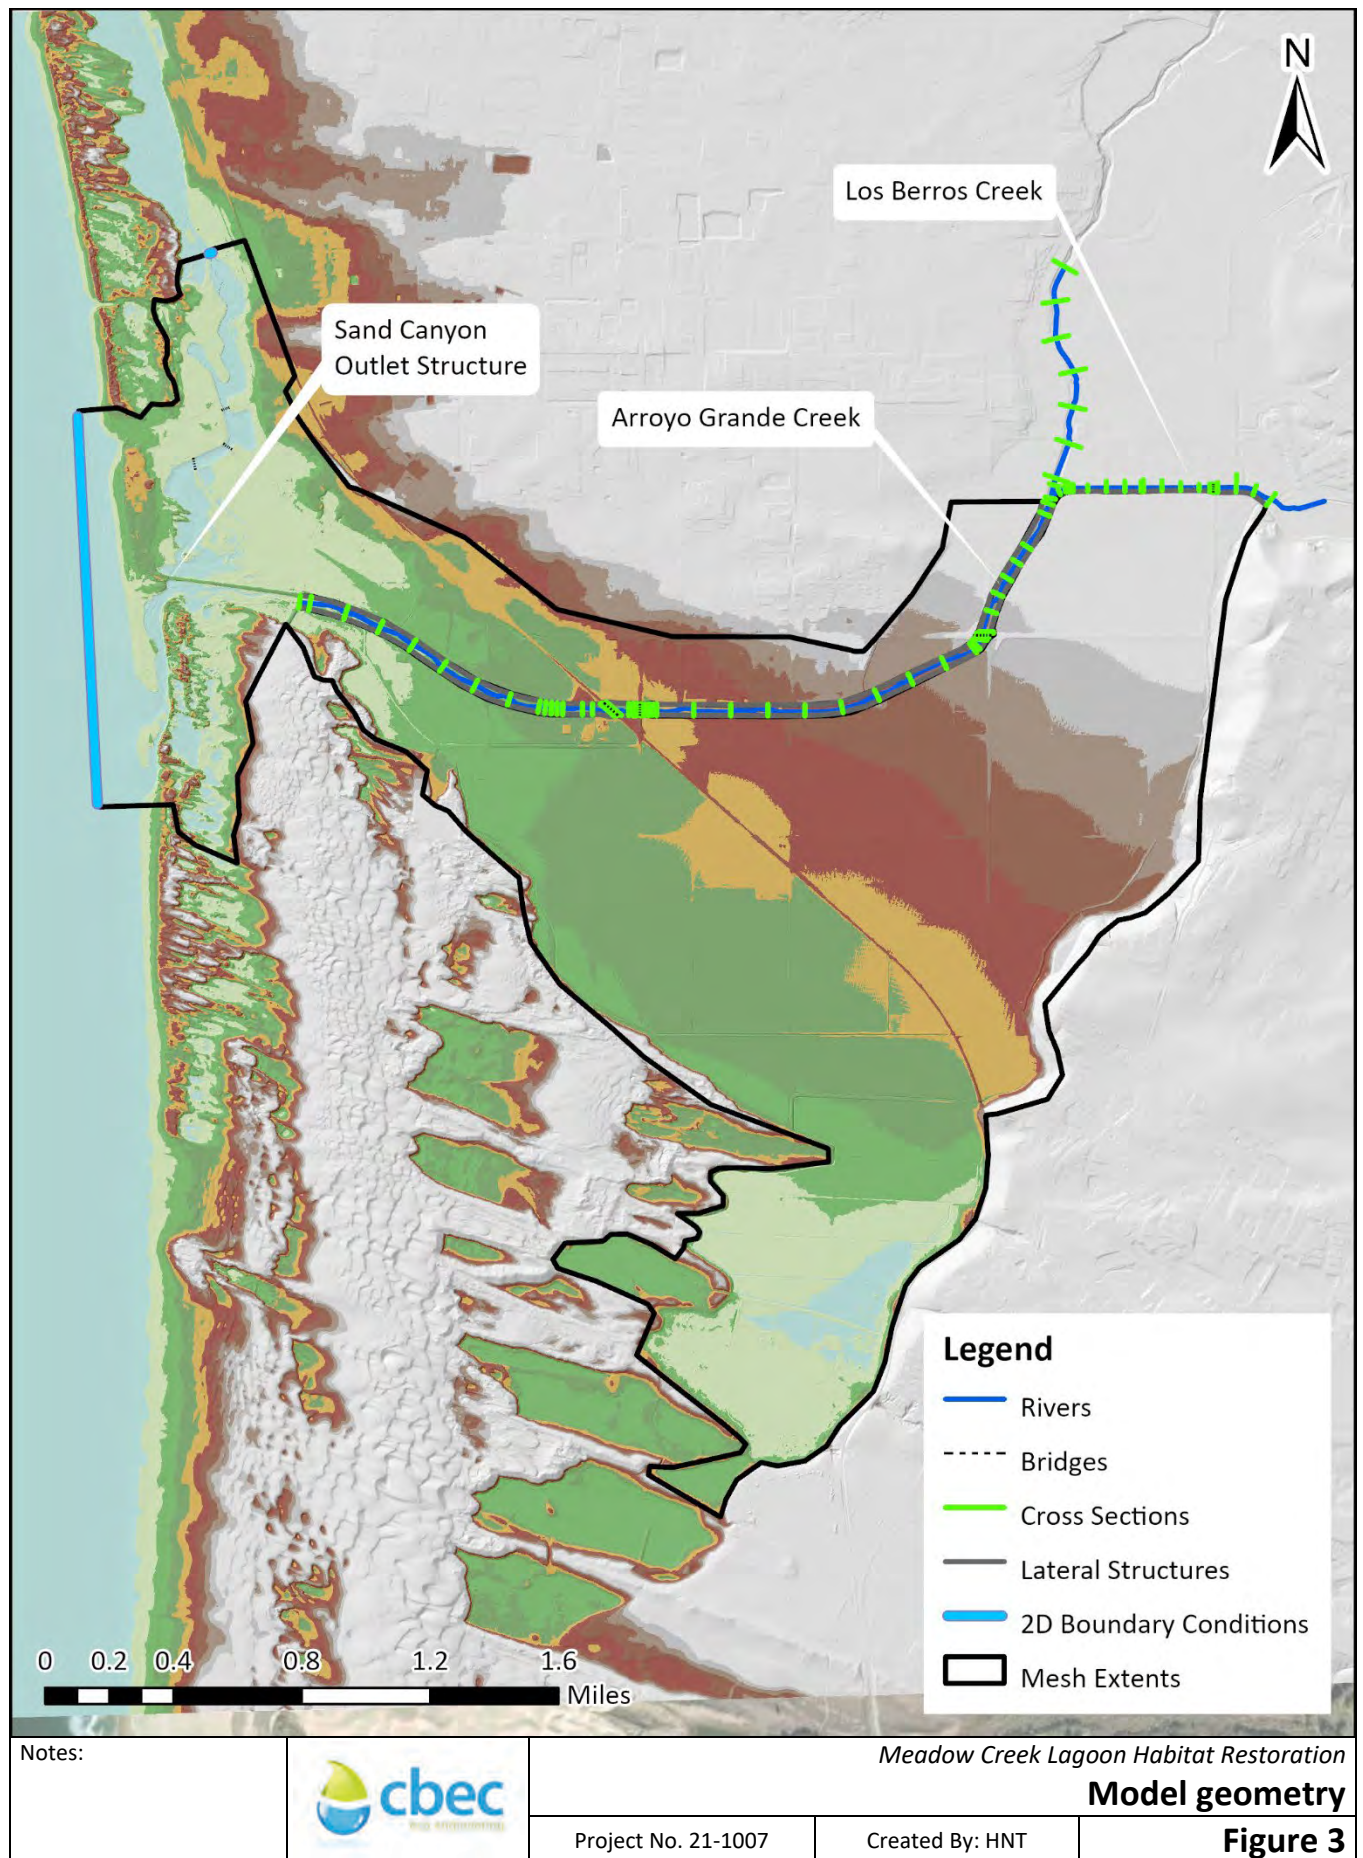 N
Los Berros Creek
Sand Canyon
Outlet Structure
Arroyo Grande Creek
Legend
Rivers
Bridges
Cross Sections
Lateral Structures
2D Boundary Conditions
Mesh Extents
0 0.2 0.4 0.8 1.2 1.6
Miles
Notes:
cbec
Meadow Creek Lagoon Habitat Restoration
Model geometry
Project No. 21-1007
Created By: HNT
Figure 3